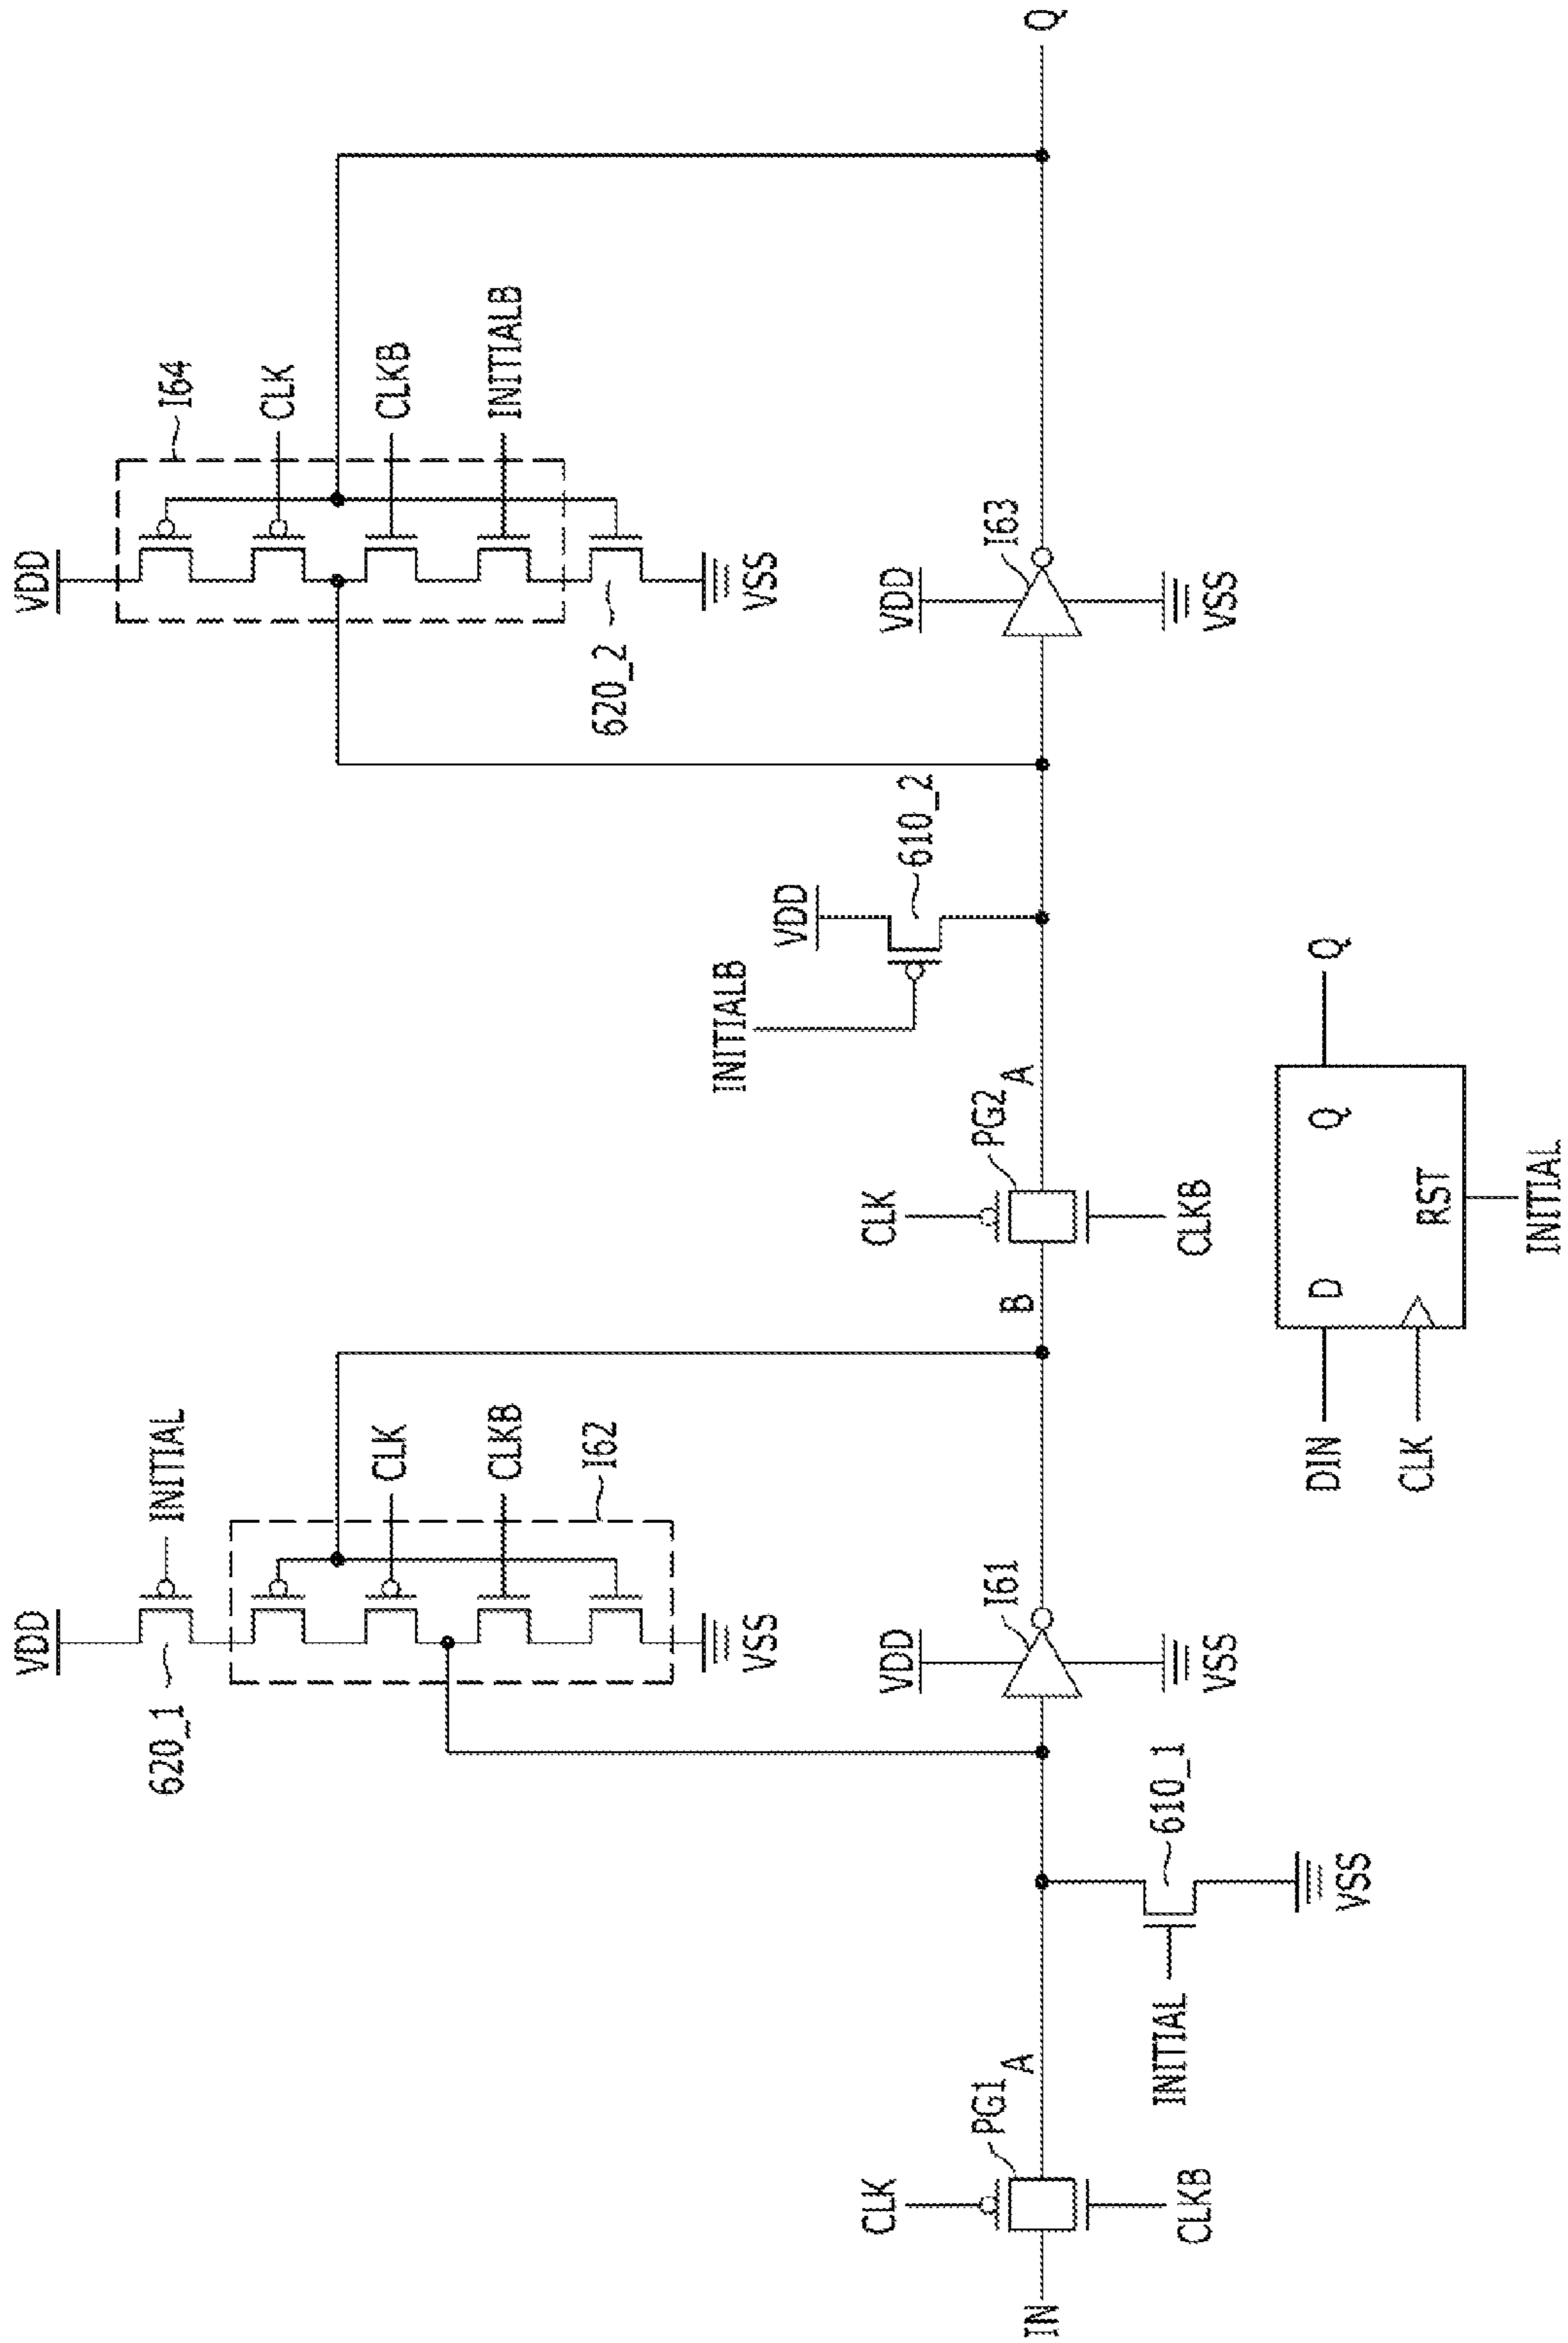 VDD
620_1
INITIAL
CLK
CLKB
I62
VSS
VDD
I64
CLK
CLKB
INITIALB
620_2
VSS
IN
CLK
PG1
CLKB
A
INITIAL
610_1
VSS
VDD
I61
VSS
B
CLK
PG2
CLKB
A
INITIALB
VDD
610_2
VDD
I63
VSS
Q
DIN
D
Q
Q
CLK
RST
INITIAL